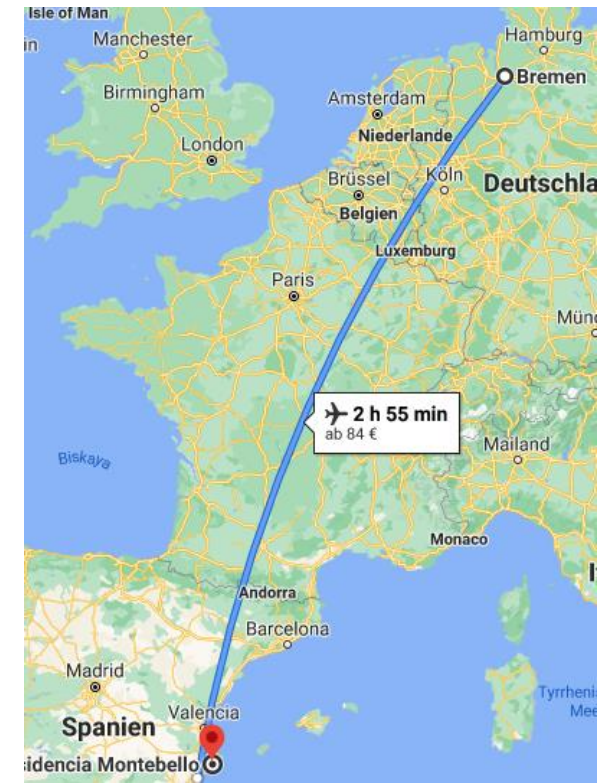 Isle of Man
in
Manchester
Hamburg
Birmingham
Bremen
Amsterdam
Niederlande
London
Brüssel
Köln
Deutschla
Belgien
Luxemburg
Paris
Münc
2 h 55 min
ab 84 €
Mailand
Biskaya
Monaco
I
Andorra
Barcelona
Madrid
Tyrrhenis
Mee
Valencia
Spanien
sidencia Montebello